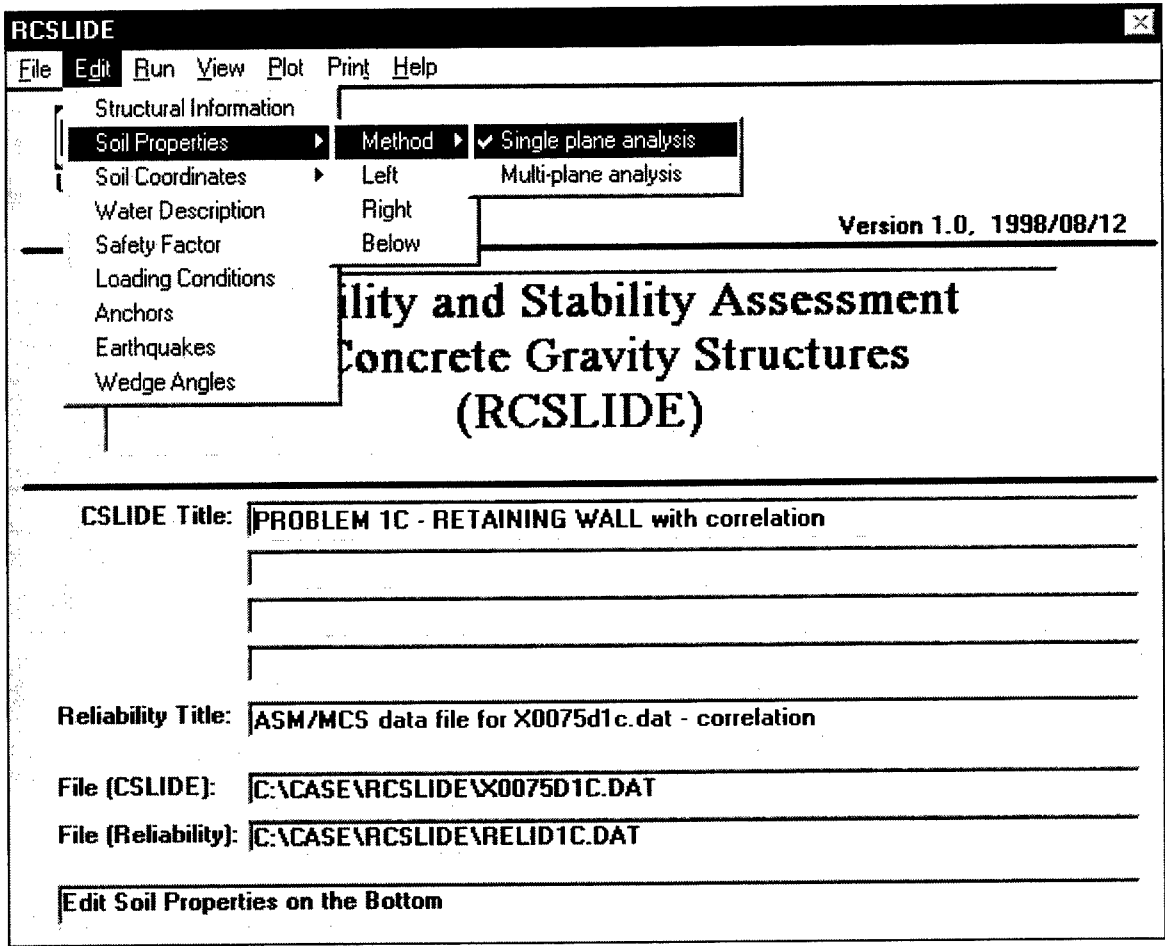 RCSLIDE
File Edit Run View Plot Print Help
Structural Information
Soil Properties
Soil Coordinates
Water Description
Safety Factor
Loading Conditions
Anchors
Earthquakes
Wedge Angles
Method
Left
Right
Below
Single plane analysis
Multi-plane analysis
Version 1.0, 1998/08/12
ility and Stability Assessment
Concrete Gravity Structures
(RCSLIDE)
CSLIDE Title: PROBLEM 1C - RETAINING WALL with correlation
Reliability Title: ASM/MCS data file for X0075d1c.dat - correlation
File (CSLIDE): C:\CASE\RCSLIDE\X0075D1C.DAT
File (Reliability): C:\CASE\RCSLIDE\RELID1C.DAT
Edit Soil Properties on the Bottom